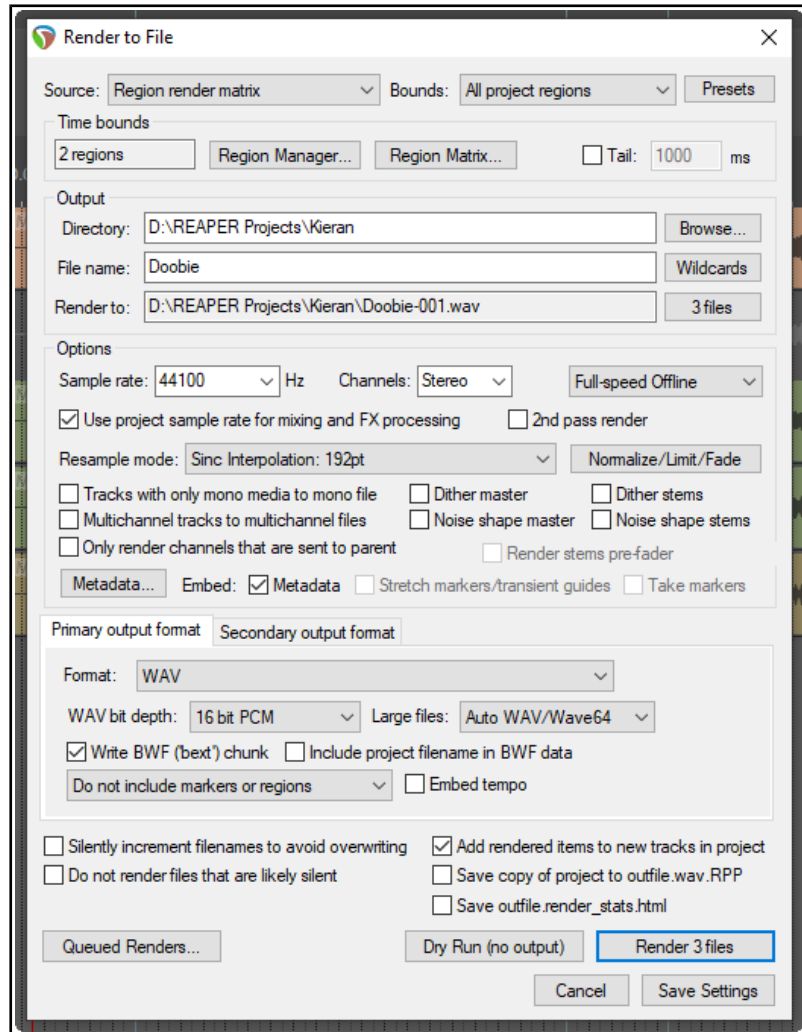 Render to File
Source: Region render matrix Bounds: All project regions Presets
Time bounds
2 regions Region Manager... Region Matrix... Tail: 1000 ms
Output
Directory: D:\REAPER Projects\Kieran Browse...
File name: Doobie Wildcards
Render to: D:\REAPER Projects\Kieran\Doobie-001.wav 3 files
Options
Sample rate: 44100 Hz Channels: Stereo Full-speed Offline
Use project sample rate for mixing and FX processing 2nd pass render
Resample mode: Sinc Interpolation: 192pt Normalize/Limit/Fade
Tracks with only mono media to mono file Dither master Dither stems
Multichannel tracks to multichannel files Noise shape master Noise shape stems
Only render channels that are sent to parent Render stems pre-fader
Metadata... Embed: Metadata Stretch markers/transient guides Take markers
Primary output format Secondary output format
Format: WAV
WAV bit depth: 16 bit PCM Large files: Auto WAV/Wave64
Write BWF ('bext') chunk Include project filename in BWF data
Do not include markers or regions Embed tempo
Silently increment filenames to avoid overwriting Add rendered items to new tracks in project
Do not render files that are likely silent Save copy of project to outfile.wav.RPP
Save outfile.render_stats.html
Queued Renders... Dry Run (no output) Render 3 files
Cancel Save Settings